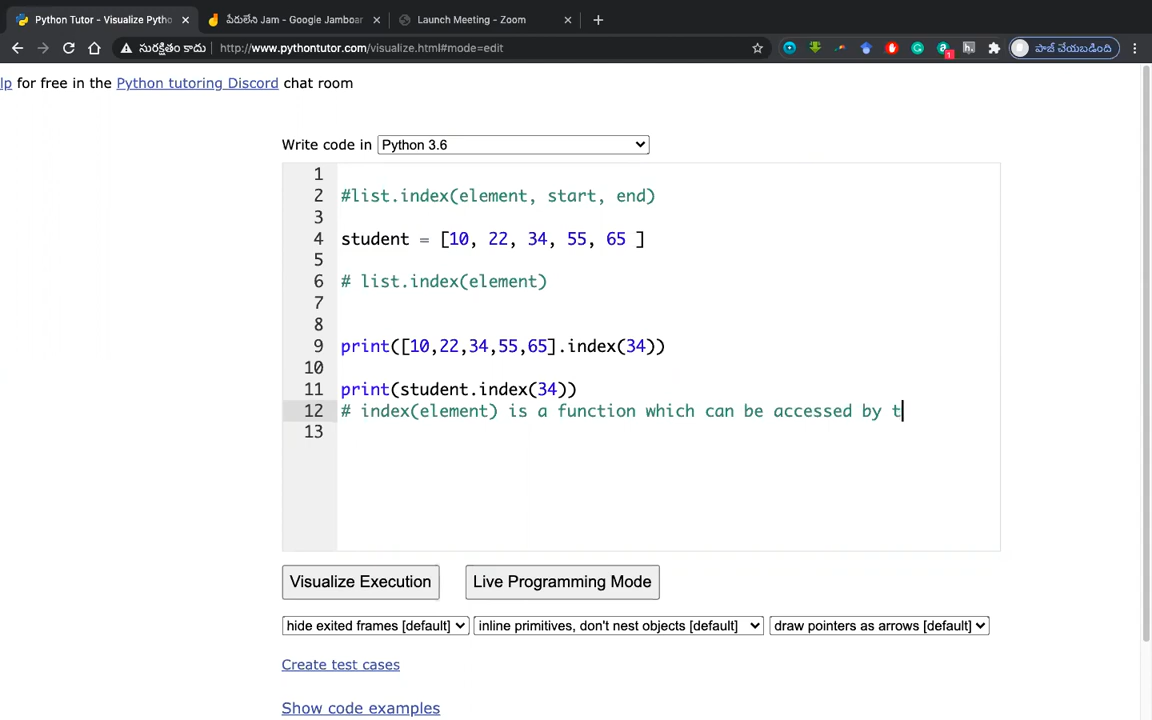 Python Tutor - Visualize Pytho
పేరులేని Jam - Google Jamboar
Launch Meeting - Zoom
సురక్షితం కాదు
http://www.pythontutor.com/visualize.html#mode=edit
పాజ్ చేయబడింది
lp for free in the Python tutoring Discord chat room
Write code in Python 3.6
1
2 #list.index(element, start, end)
3
4 student = [10, 22, 34, 55, 65 ]
5
6 # list.index(element)
7
8
9 print([10,22,34,55,65].index(34))
10
11 print(student.index(34))
12 # index(element) is a function which can be accessed by t
13
Visualize Execution
Live Programming Mode
hide exited frames [default]
inline primitives, don't nest objects [default]
draw pointers as arrows [default]
Create test cases
Show code examples